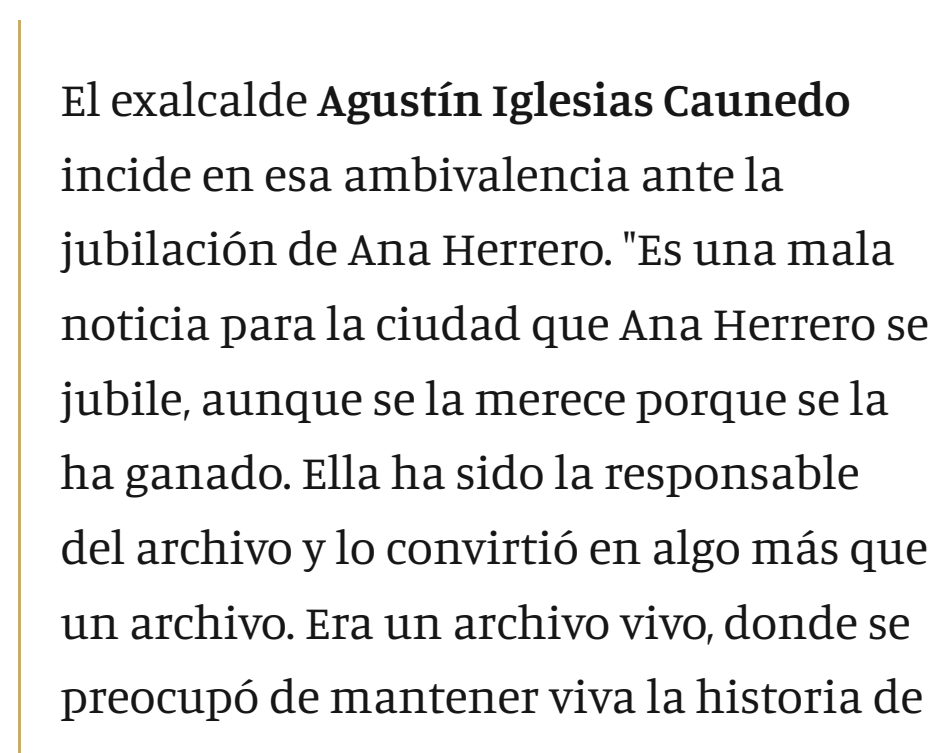 El exalcalde Agustín Iglesias Caunedo
incide en esa ambivalencia ante la
jubilación de Ana Herrero. "Es una mala
noticia para la ciudad que Ana Herrero se
jubile, aunque se la merece porque se la
ha ganado. Ella ha sido la responsable
del archivo y lo convirtió en algo más que
un archivo. Era un archivo vivo, donde se
preocupó de mantener viva la historia de